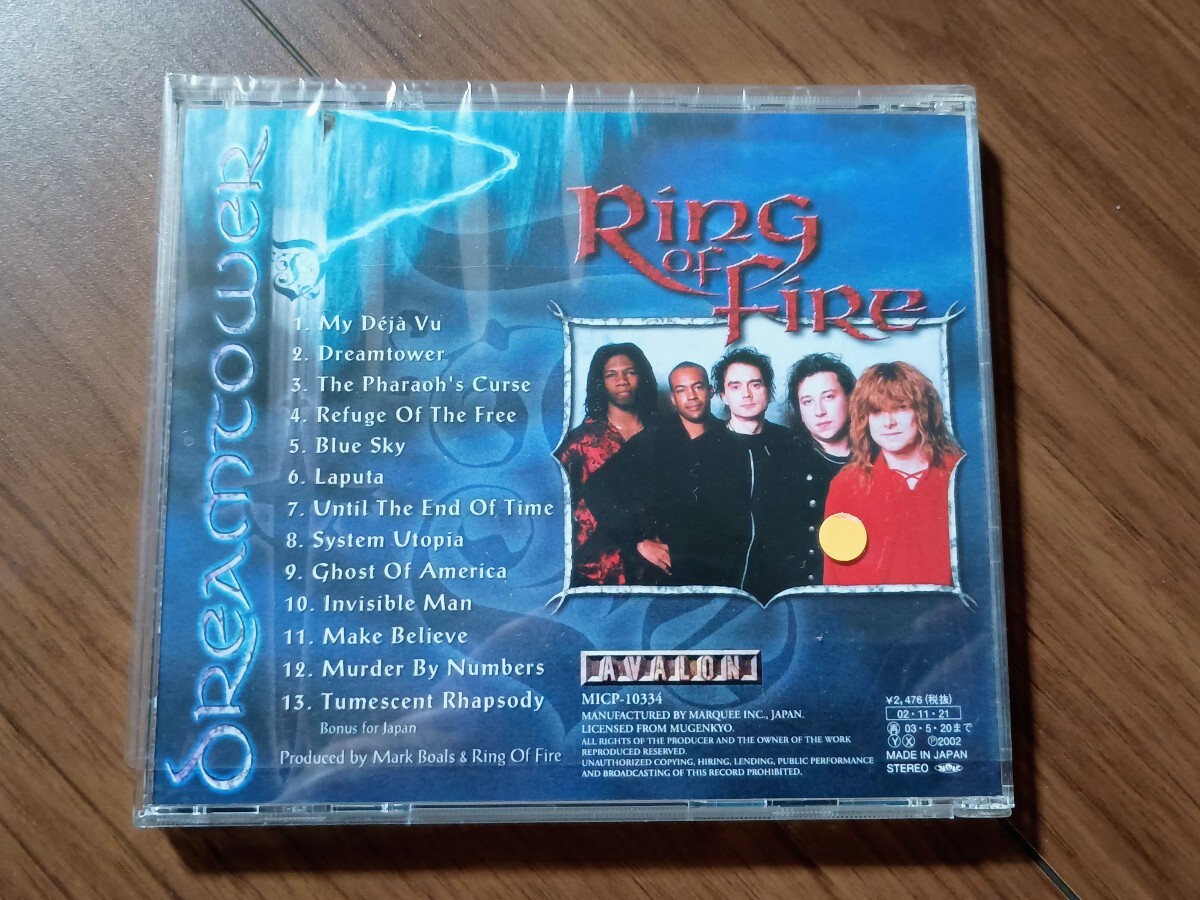 DREAMTOWER
Ring
of
Fire
1. My Déjà Vu
2. Dreamtower
3. The Pharaoh's Curse
4. Refuge Of The Free
5. Blue Sky
6. Laputa
7. Until The End Of Time
8. System Utopia
9. Ghost Of America
10. Invisible Man
11. Make Believe
12. Murder By Numbers
13. Tumescent Rhapsody
Bonus for Japan
Produced by Mark Boals & Ring Of Fire
AVALON
MICP-10334
MANUFACTURED BY MARQUEE INC., JAPAN.
LICENSED FROM MUGENKYO.
ALL RIGHTS OF THE PRODUCER AND THE OWNER OF THE WORK
REPRODUCED RESERVED.
UNAUTHORIZED COPYING, HIRING, LENDING, PUBLIC PERFORMANCE
AND BROADCASTING OF THIS RECORD PROHIBITED.
¥2,476(税抜)
02・11・21
再 03・5・20まで
Ⓨ Ⓧ ℗2002
MADE IN JAPAN
STEREO